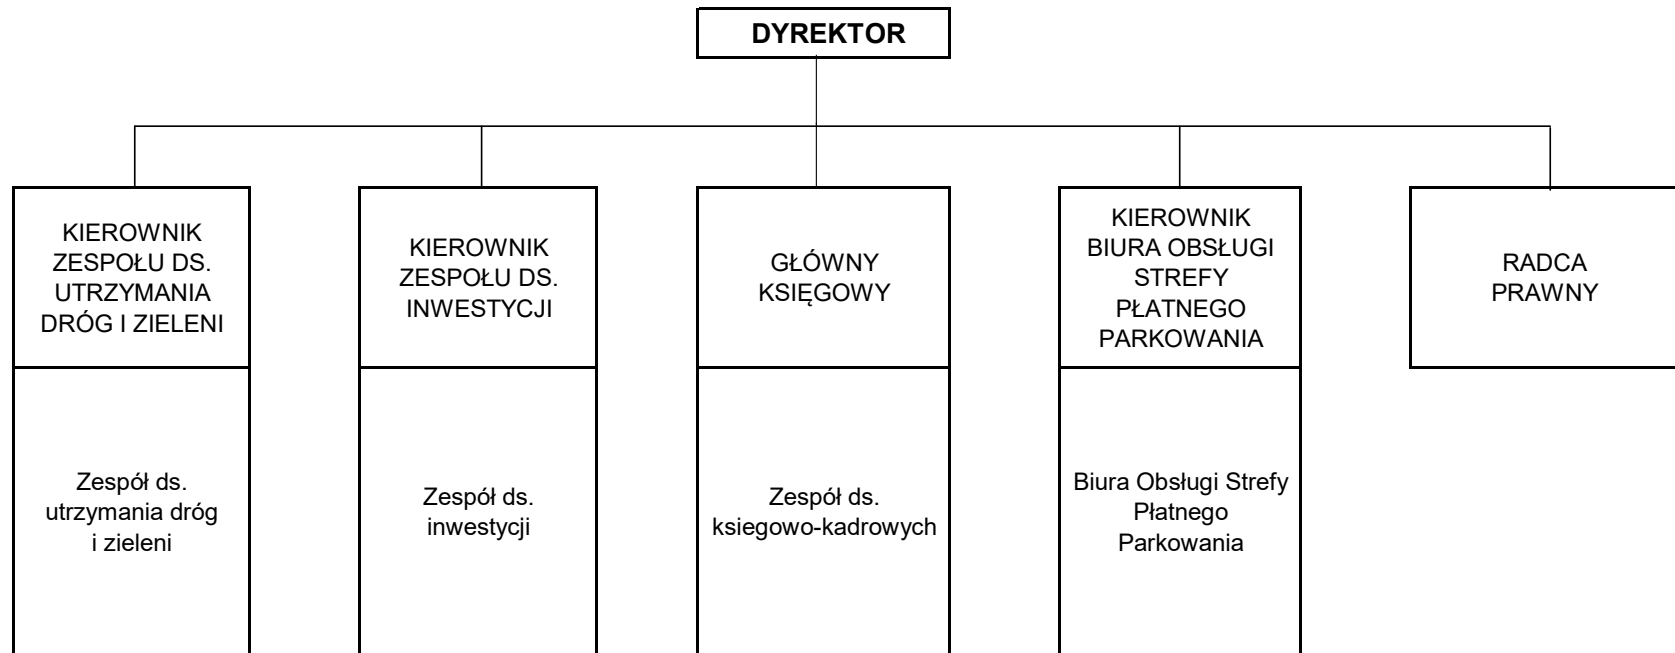 DYREKTOR
KIEROWNIK
ZESPOŁU DS.
UTRZYMANIA
DRÓG I ZIELENI
KIEROWNIK
ZESPOŁU DS.
INWESTYCJI
GŁÓWNY
KSIĘGOWY
KIEROWNIK
BIURA OBSŁUGI
STREFY
PŁATNEGO
PARKOWANIA
RADCA
PRAWNY
Zespół ds.
utrzymania dróg
i zieleni
Zespół ds.
inwestycji
Zespół ds.
ksiegowo-kadrowych
Biura Obsługi Strefy
Płatnego
Parkowania